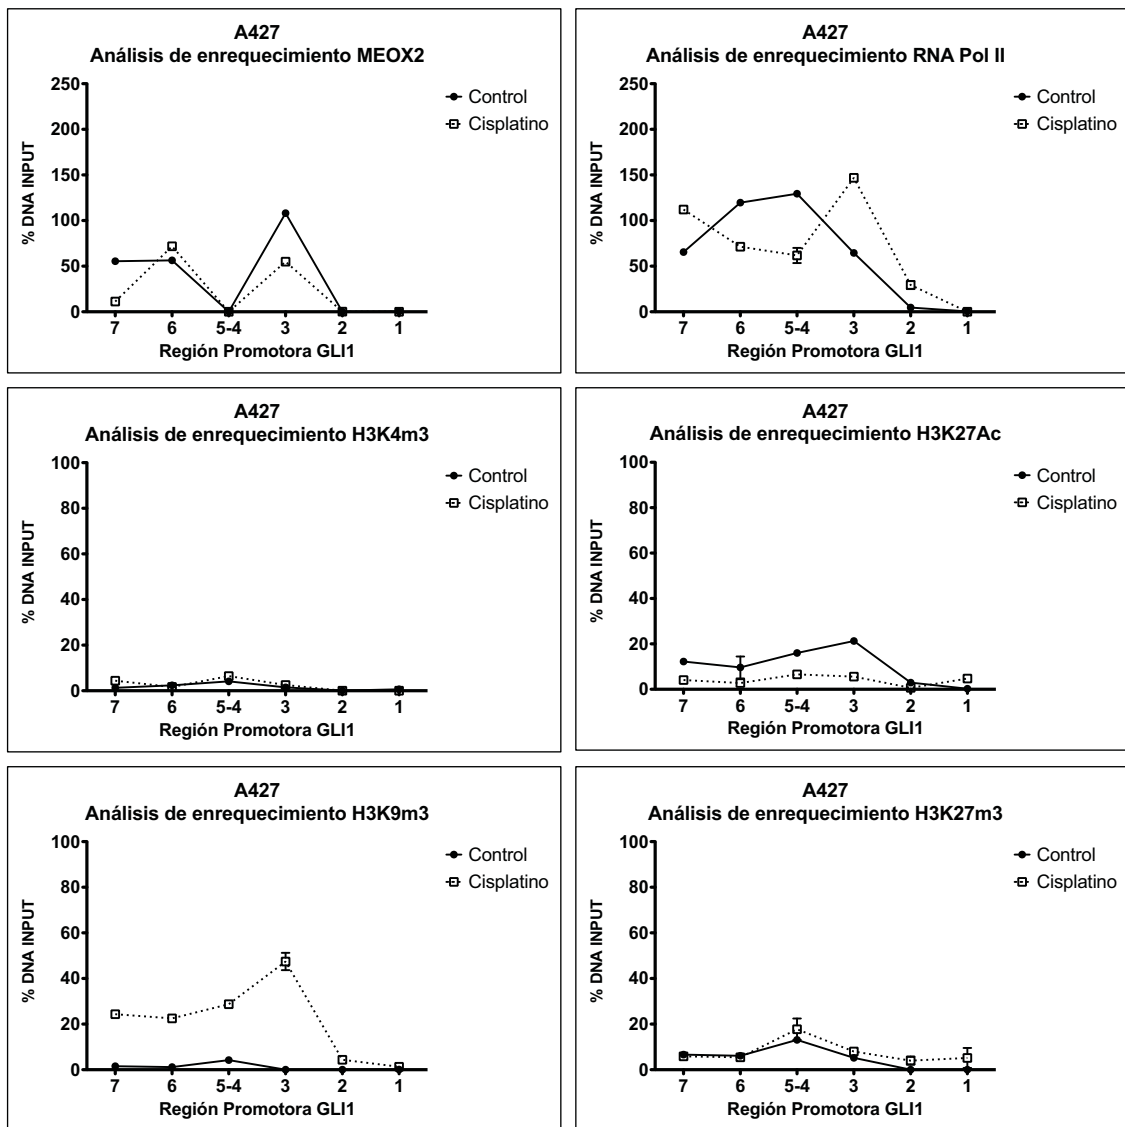 A427
Análisis de enrequecimiento MEOX2
250
200
150
100
50
0
% DNA INPUT
7 6 5-4 3 2 1
Región Promotora GLI1
Control
Cisplatino
A427
Análisis de enrequecimiento RNA Pol II
250
200
150
100
50
0
% DNA INPUT
7 6 5-4 3 2 1
Región Promotora GLI1
Control
Cisplatino
A427
Análisis de enrequecimiento H3K4m3
100
80
60
40
20
0
% DNA INPUT
7 6 5-4 3 2 1
Región Promotora GLI1
Control
Cisplatino
A427
Análisis de enrequecimiento H3K27Ac
100
80
60
40
20
0
% DNA INPUT
7 6 5-4 3 2 1
Región Promotora GLI1
Control
Cisplatino
A427
Análisis de enrequecimiento H3K9m3
100
80
60
40
20
0
% DNA INPUT
7 6 5-4 3 2 1
Región Promotora GLI1
Control
Cisplatino
A427
Análisis de enrequecimiento H3K27m3
100
80
60
40
20
0
% DNA INPUT
7 6 5-4 3 2 1
Región Promotora GLI1
Control
Cisplatino